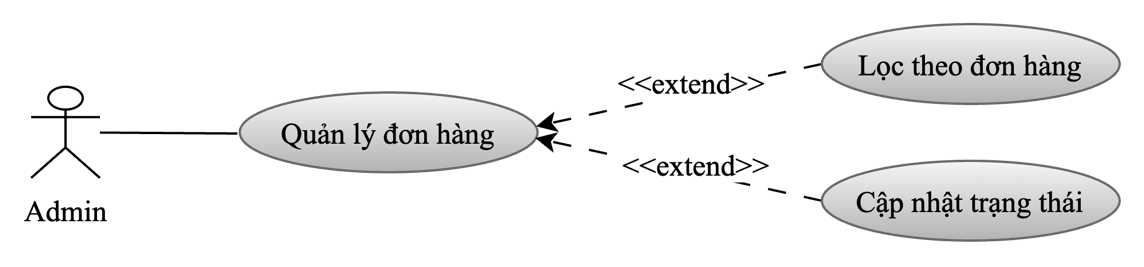 Lọc theo đơn hàng
<<extend>>
Quản lý đơn hàng
<<extend>>
Cập nhật trạng thái
Admin